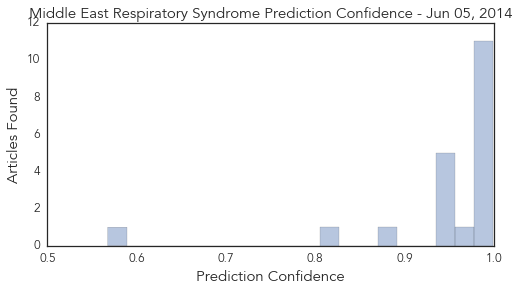 Middle East Respiratory Syndrome Prediction Confidence - Jun 05, 2014
12
10
8
6
4
2
0
Articles Found
0.5 0.6 0.7 0.8 0.9 1.0
Prediction Confidence